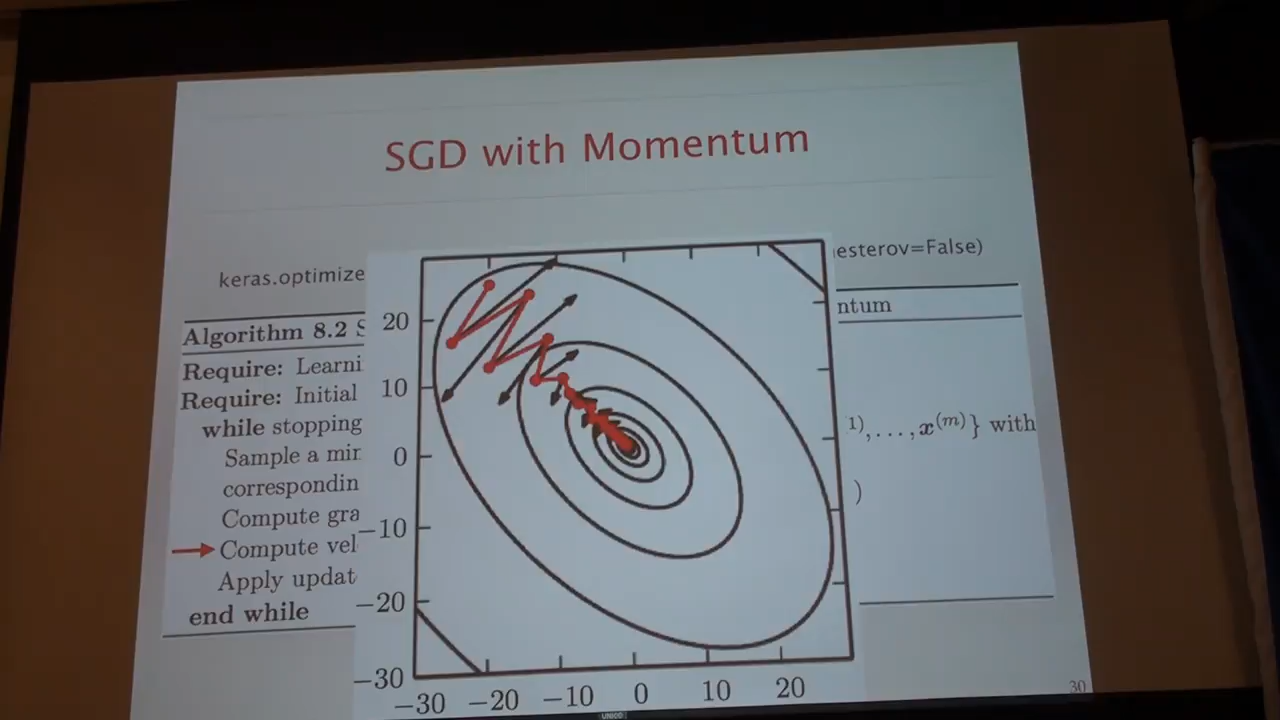 SGD with Momentum
keras.optimize esterov=False)
Algorithm 8.2 S ntum
Require: Learni
Require: Initial
while stopping
Sample a min 1), . . . , x(m)} with
correspondin )
Compute gra
Compute vel
Apply updat
end while
20
10
0
−10
−20
−30
−30 −20 −10 0 10 20
30